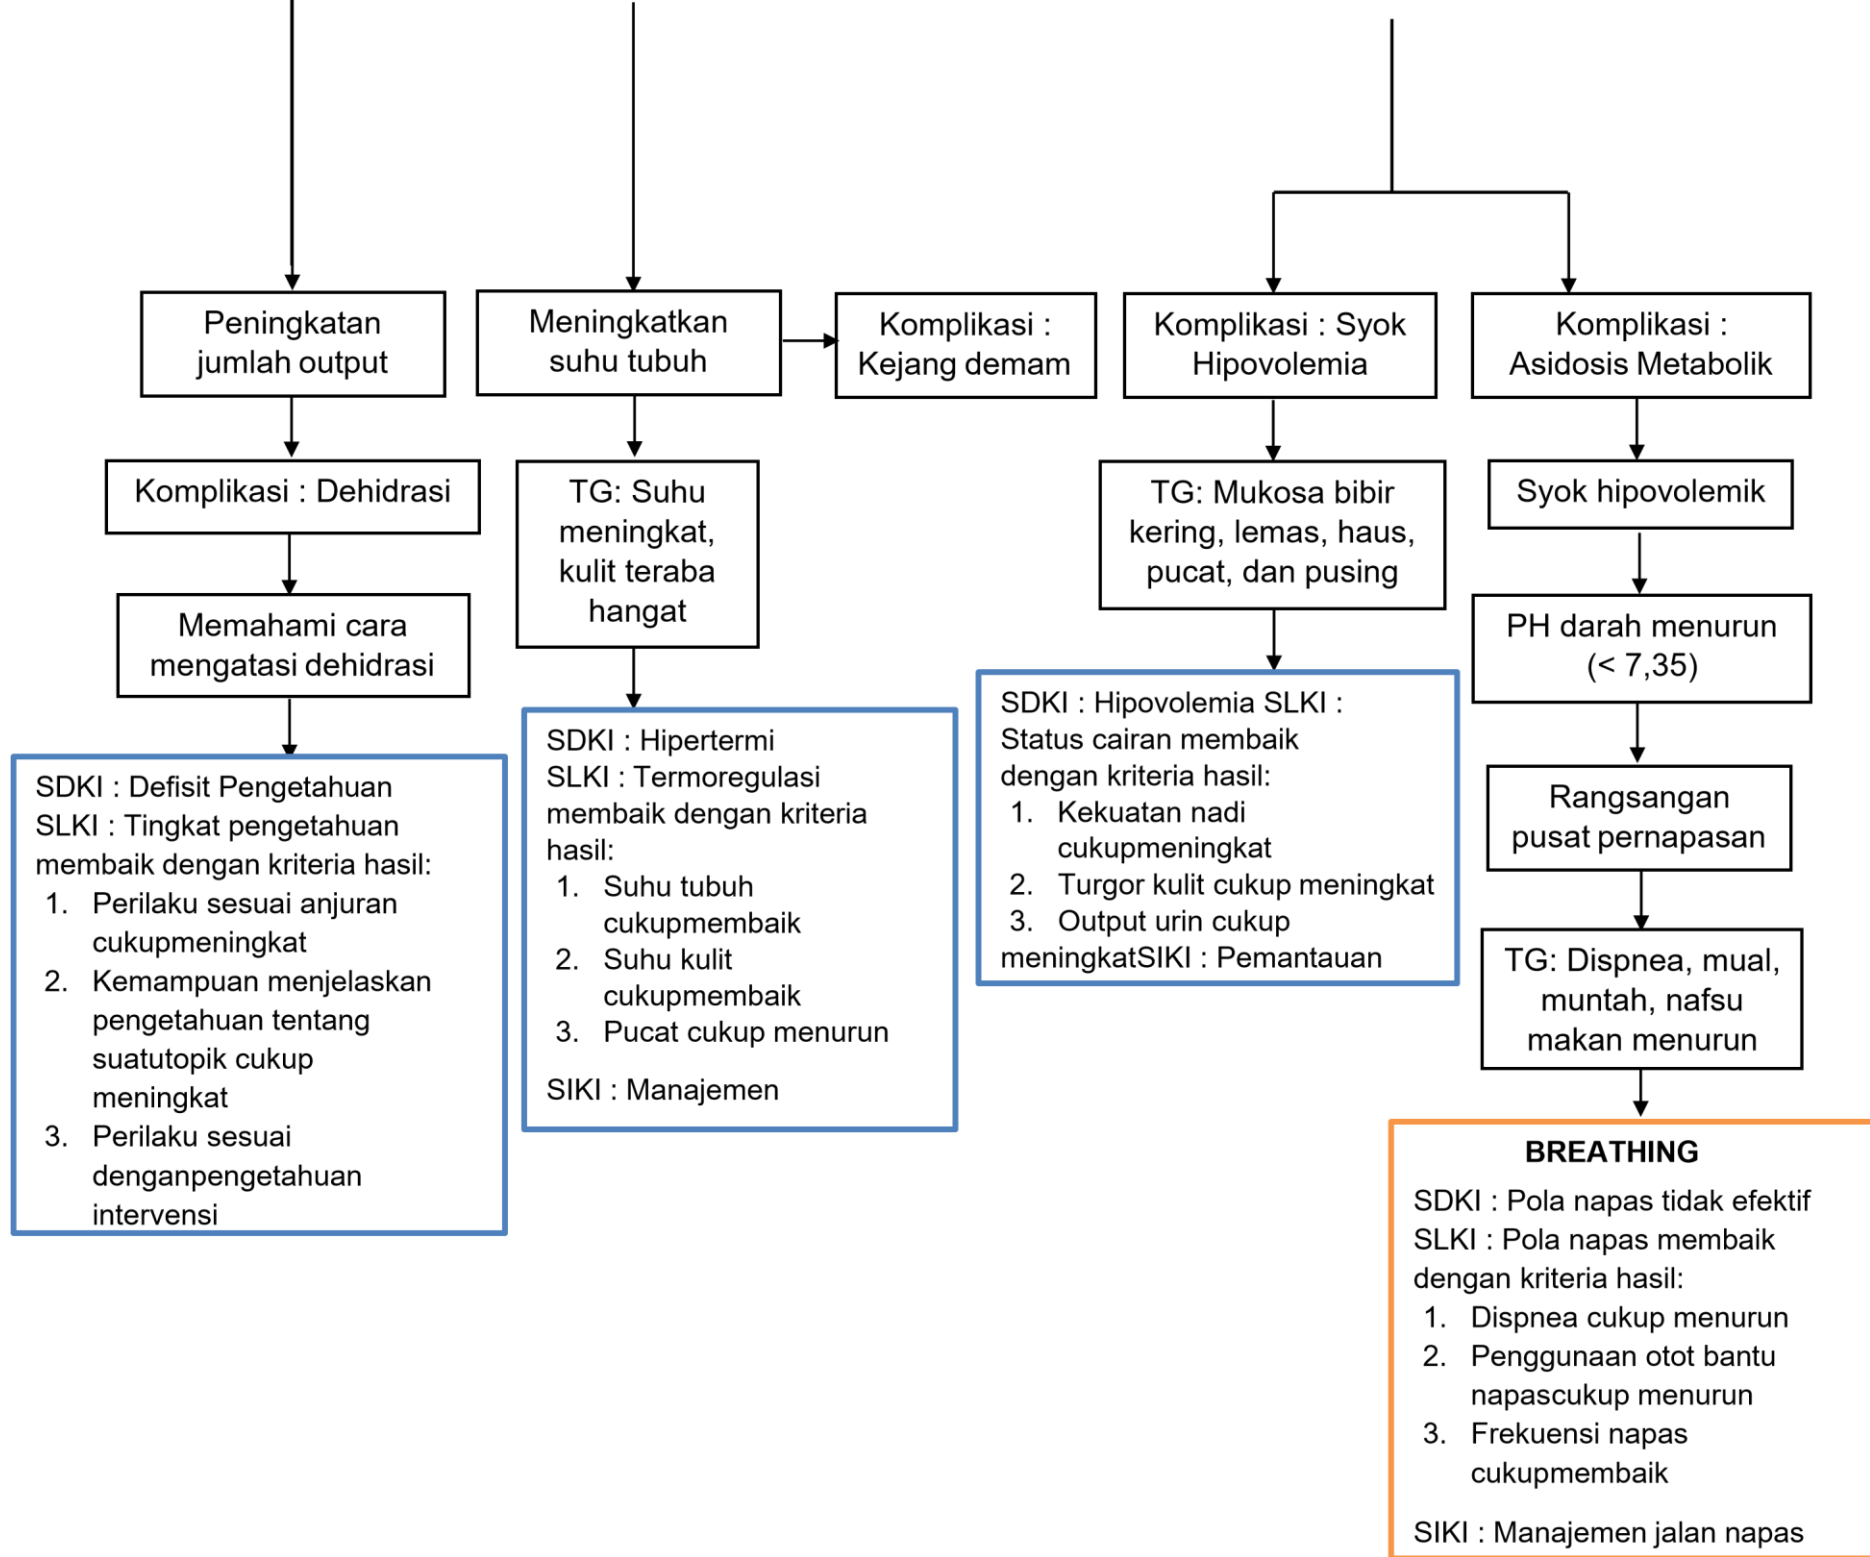 Peningkatan
jumlah output
Komplikasi : Dehidrasi
Memahami cara
mengatasi dehidrasi
SDKI : Defisit Pengetahuan
SLKI : Tingkat pengetahuan
membaik dengan kriteria hasil:
1. Perilaku sesuai anjuran
cukupmeningkat
2. Kemampuan menjelaskan
pengetahuan tentang
suatutopik cukup
meningkat
3. Perilaku sesuai
denganpengetahuan
intervensi
Meningkatkan
suhu tubuh
Komplikasi :
Kejang demam
TG: Suhu
meningkat,
kulit teraba
hangat
SDKI : Hipertermi
SLKI : Termoregulasi
membaik dengan kriteria
hasil:
1. Suhu tubuh
cukupmembaik
2. Suhu kulit
cukupmembaik
3. Pucat cukup menurun
SIKI : Manajemen
Komplikasi : Syok
Hipovolemia
TG: Mukosa bibir
kering, lemas, haus,
pucat, dan pusing
SDKI : Hipovolemia SLKI :
Status cairan membaik
dengan kriteria hasil:
1. Kekuatan nadi
cukupmeningkat
2. Turgor kulit cukup meningkat
3. Output urin cukup
meningkatSIKI : Pemantauan
Komplikasi :
Asidosis Metabolik
Syok hipovolemik
PH darah menurun
(< 7,35)
Rangsangan
pusat pernapasan
TG: Dispnea, mual,
muntah, nafsu
makan menurun
BREATHING
SDKI : Pola napas tidak efektif
SLKI : Pola napas membaik
dengan kriteria hasil:
1. Dispnea cukup menurun
2. Penggunaan otot bantu
napascukup menurun
3. Frekuensi napas
cukupmembaik
SIKI : Manajemen jalan napas